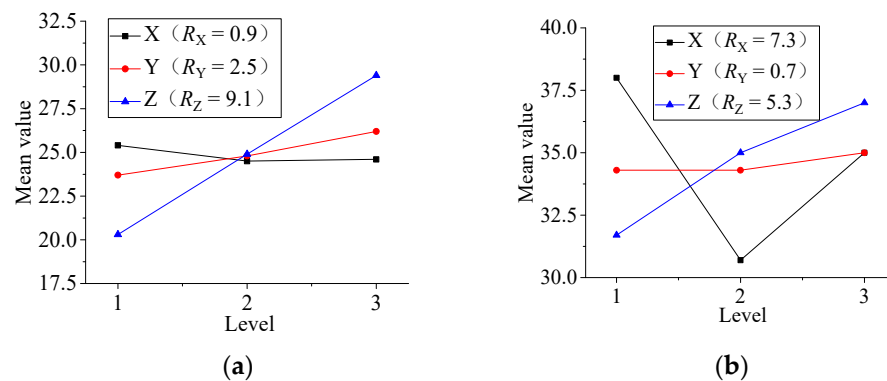 32.5
30.0
27.5
25.0
22.5
20.0
17.5
Mean value
X（RX = 0.9）
Y（RY = 2.5）
Z（RZ = 9.1）
1 2 3
Level
(a)
40.0
37.5
35.0
32.5
30.0
Mean value
X（RX = 7.3）
Y（RY = 0.7）
Z（RZ = 5.3）
1 2 3
Level
(b)